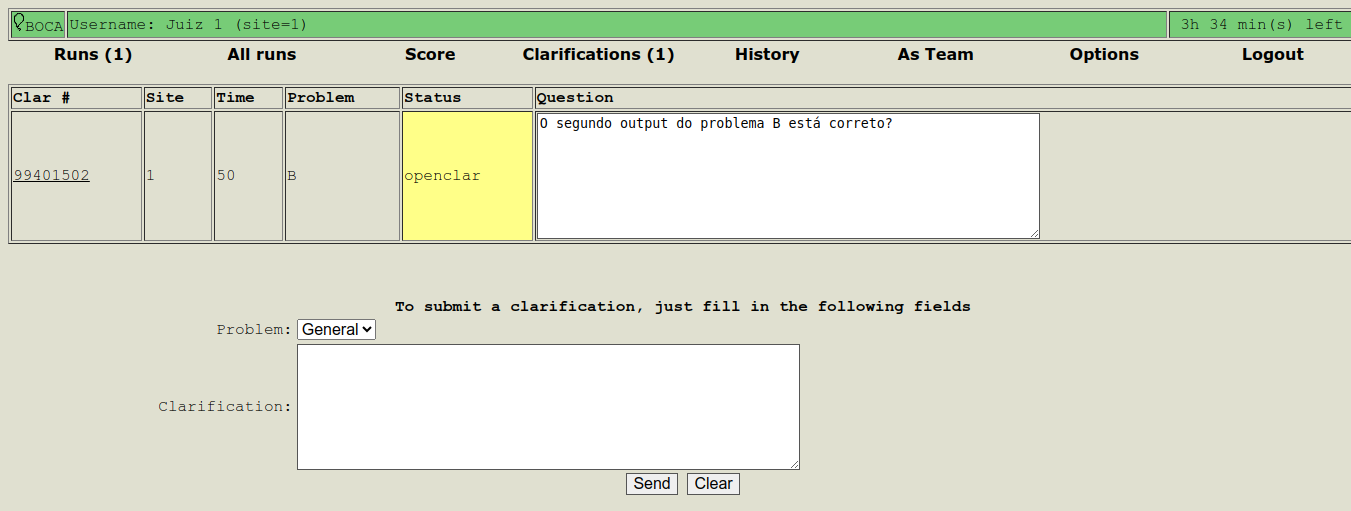 BOCA Username: Juiz 1 (site=1) 3h 34 min(s) left
Runs (1) All runs Score Clarifications (1) History As Team Options Logout
Clar # Site Time Problem Status Question
99401502 1 50 B openclar O segundo output do problema B está correto?
To submit a clarification, just fill in the following fields
Problem: General
Clarification:
Send Clear